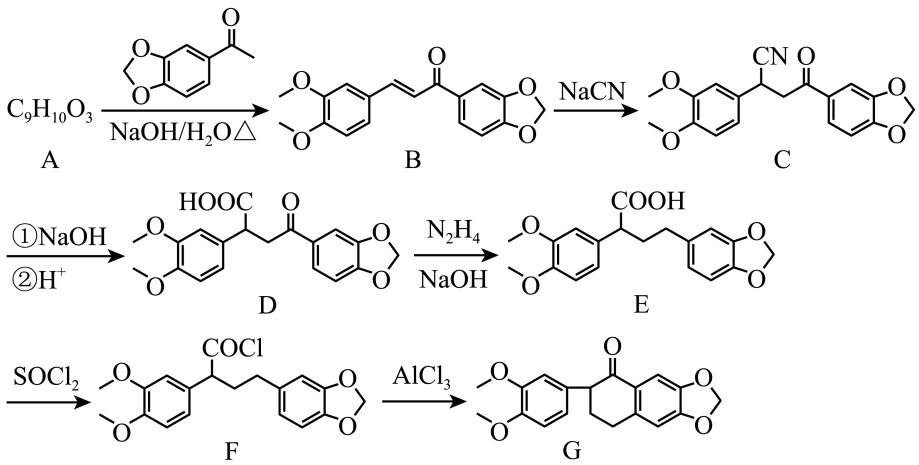 O
O
O
C₉H₁₀O₃
NaOH/H₂O△
A
O
O
O
O
O
B
NaCN
CN
O
O
O
O
O
C
①NaOH
②H⁺
HOOC
O
O
O
O
O
D
N₂H₄
NaOH
COOH
O
O
O
O
E
SOCl₂
COCl
O
O
O
O
F
AlCl₃
O
O
O
O
O
G